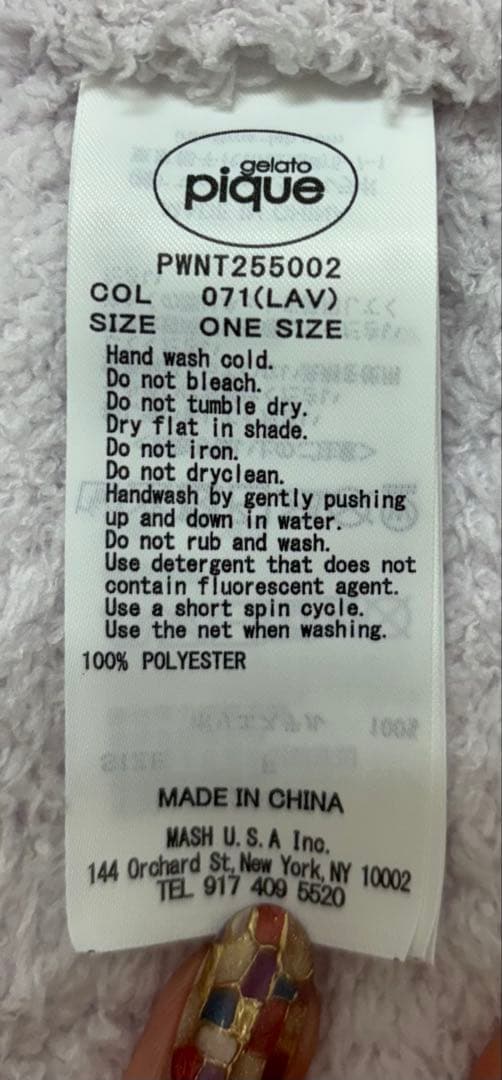 gelato
pique
PWNT255002
COL 071(LAV)
SIZE ONE SIZE
Hand wash cold.
Do not bleach.
Do not tumble dry.
Dry flat in shade.
Do not iron.
Do not dryclean.
Handwash by gently pushing
up and down in water.
Do not rub and wash.
Use detergent that does not
contain fluorescent agent.
Use a short spin cycle.
Use the net when washing.
100% POLYESTER
MADE IN CHINA
MASH U.S.A Inc.
144 Orchard St, New York, NY 10002
TEL 917 409 5520